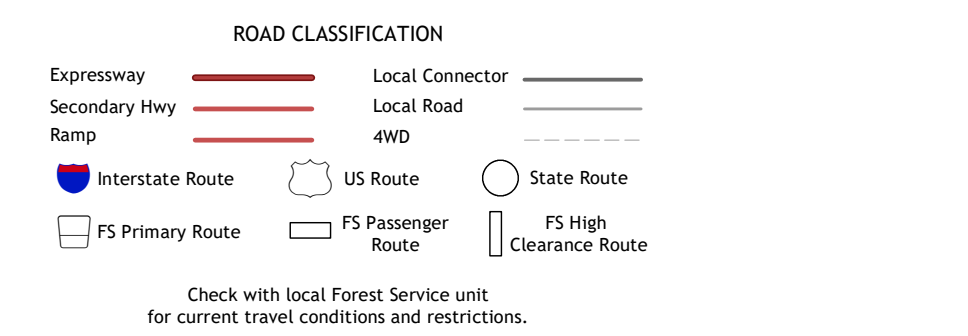 ROAD CLASSIFICATION
Expressway
Local Connector
Secondary Hwy
Local Road
Ramp
4WD
Interstate Route
US Route
State Route
FS Primary Route
FS Passenger
Route
FS High
Clearance Route
Check with local Forest Service unit
for current travel conditions and restrictions.